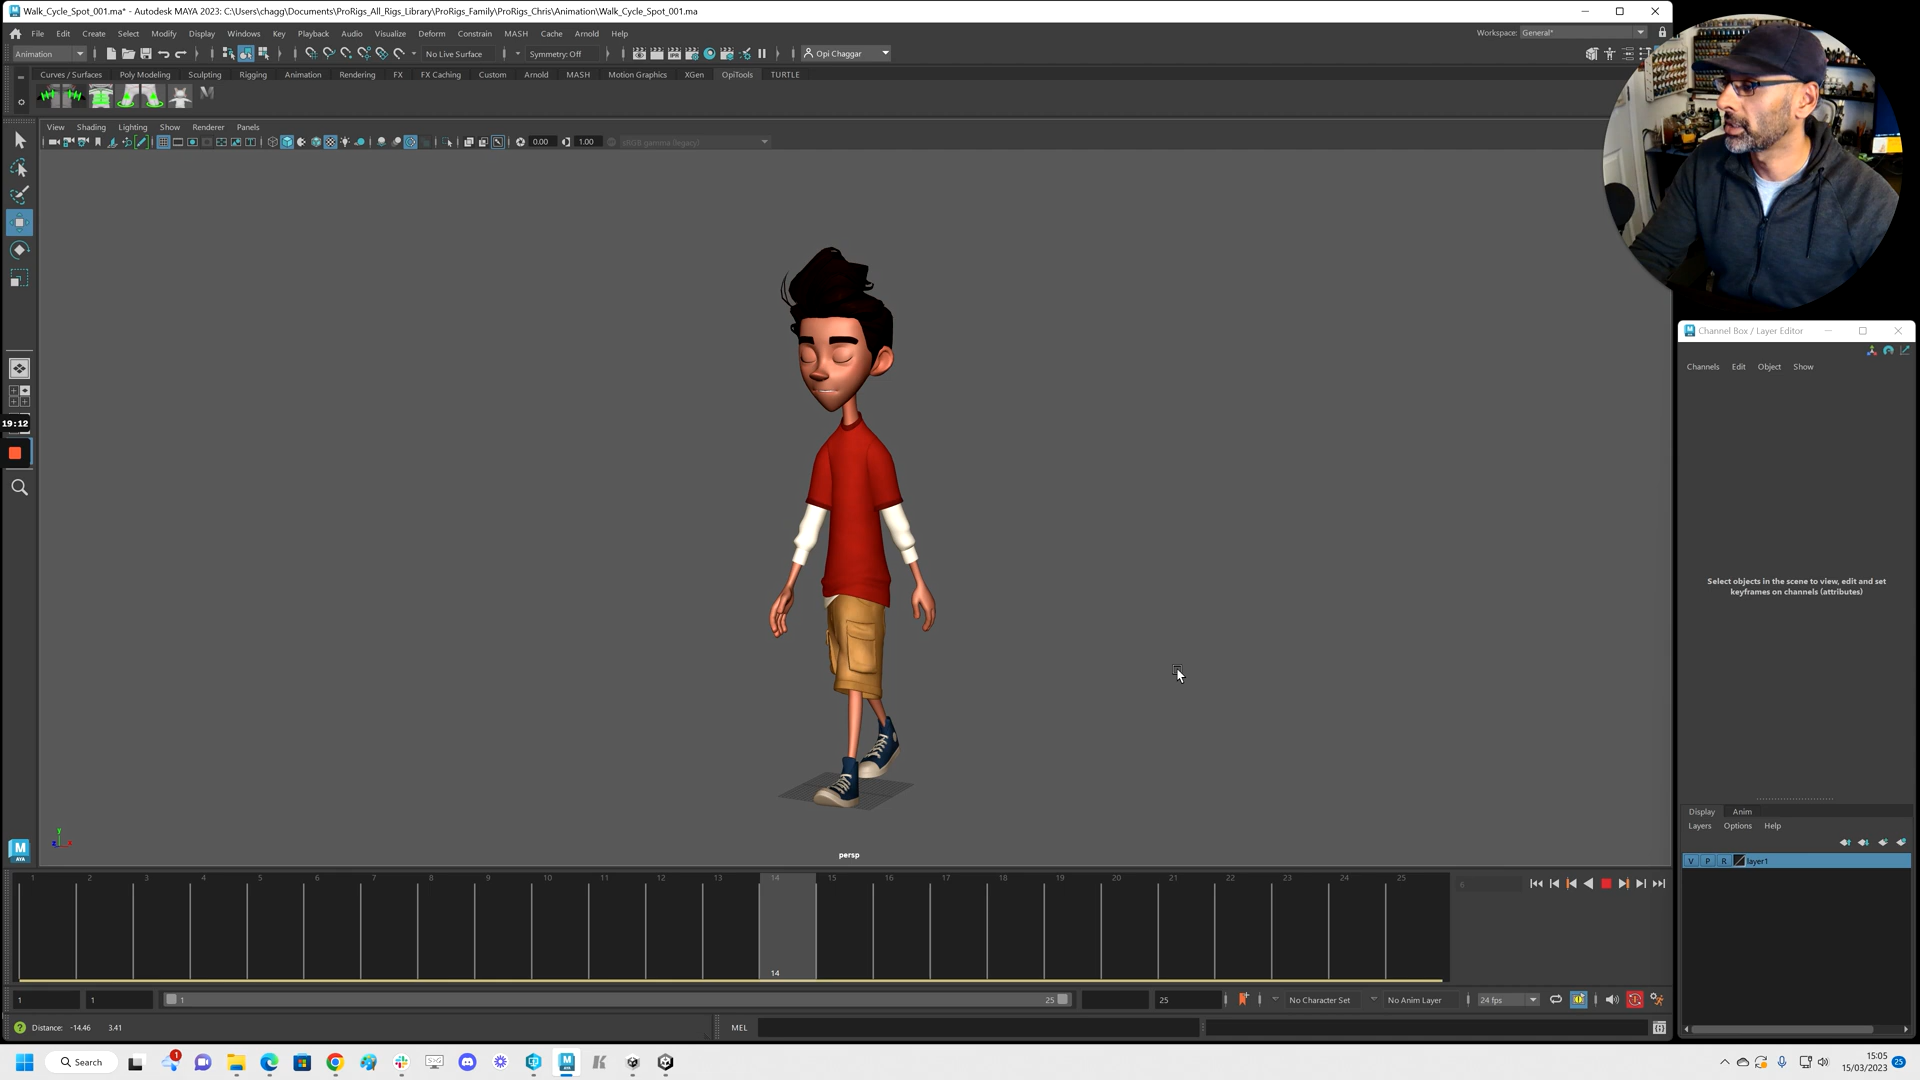 Walk_Cycle_Spot_001.ma* - Autodesk MAYA 2023: C:\Users\chagg\Documents\ProRigs_All_Rigs_Library\ProRigs_Family\ProRigs_Chris\Animation\Walk_Cycle_Spot_001.ma
File Edit Create Select Modify Display Windows Key Playback Audio Visualize Deform Constrain MASH Cache Arnold Help
Workspace: General*
Animation
No Live Surface
Symmetry: Off
Opi Chaggar
Curves / Surfaces Poly Modeling Sculpting Rigging Animation Rendering FX FX Caching Custom Arnold MASH Motion Graphics XGen OpiTools TURTLE
View Shading Lighting Show Renderer Panels
0.00 1.00 sRGB gamma (legacy)
19:12
persp
Channel Box / Layer Editor
Channels Edit Object Show
Select objects in the scene to view, edit and set
keyframes on channels (attributes)
Display Anim
Layers Options Help
V P R layer1
1 2 3 4 5 6 7 8 9 10 11 12 13 14 15 16 17 18 19 20 21 22 23 24 25
14
6
1 1 1 25 25 No Character Set No Anim Layer 24 fps
Distance: -14.46 3.41
MEL
Search
1
15:05
15/03/2023
25